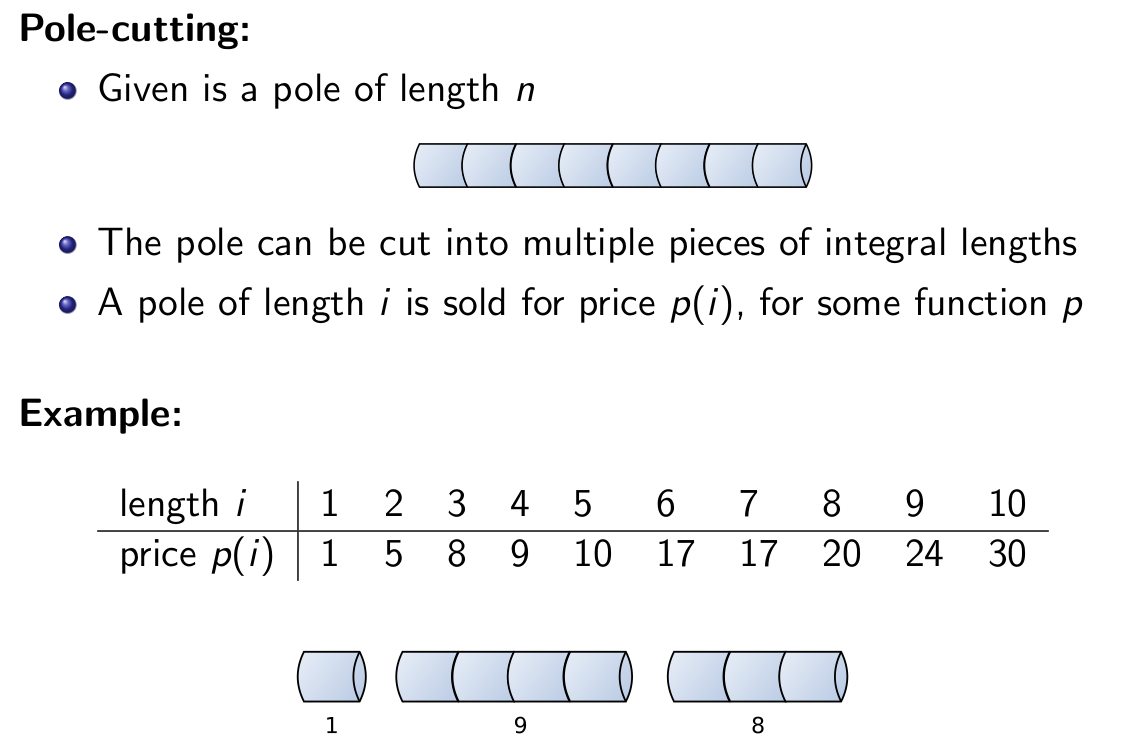 Pole-cutting:
Given is a pole of length n
The pole can be cut into multiple pieces of integral lengths
A pole of length i is sold for price p(i), for some function p
Example:
length i 1 2 3 4 5 6 7 8 9 10
price p(i) 1 5 8 9 10 17 17 20 24 30
1 9 8